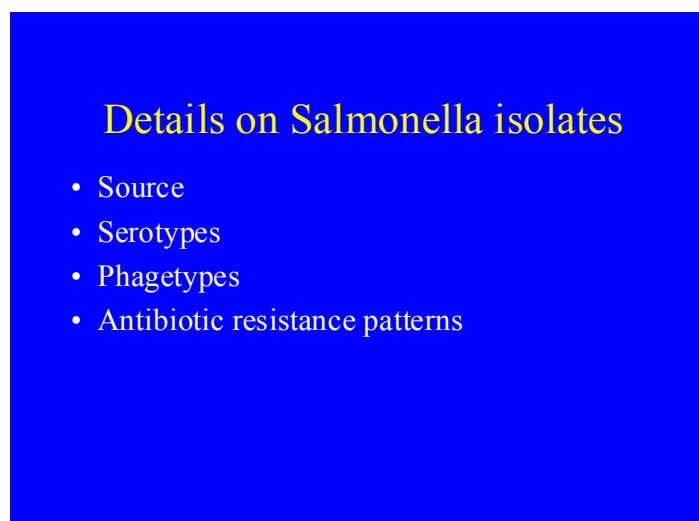 Details on Salmonella isolates
• Source
• Serotypes
• Phagetypes
• Antibiotic resistance patterns